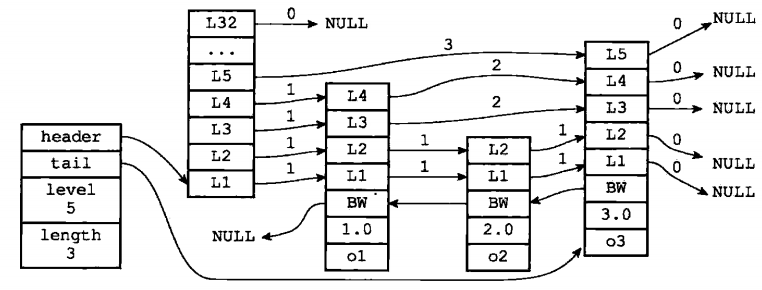 L32
0
NULL
...
L5
L4
L3
L2
L1
1
1
1
1
header
tail
level
5
length
3
L4
L3
L2
L1
BW
1.0
o1
NULL
3
2
2
1
1
L2
L1
BW
2.0
o2
1
1
L5
L4
L3
L2
L1
BW
3.0
o3
0
NULL
0
NULL
0
NULL
0
NULL
0
NULL